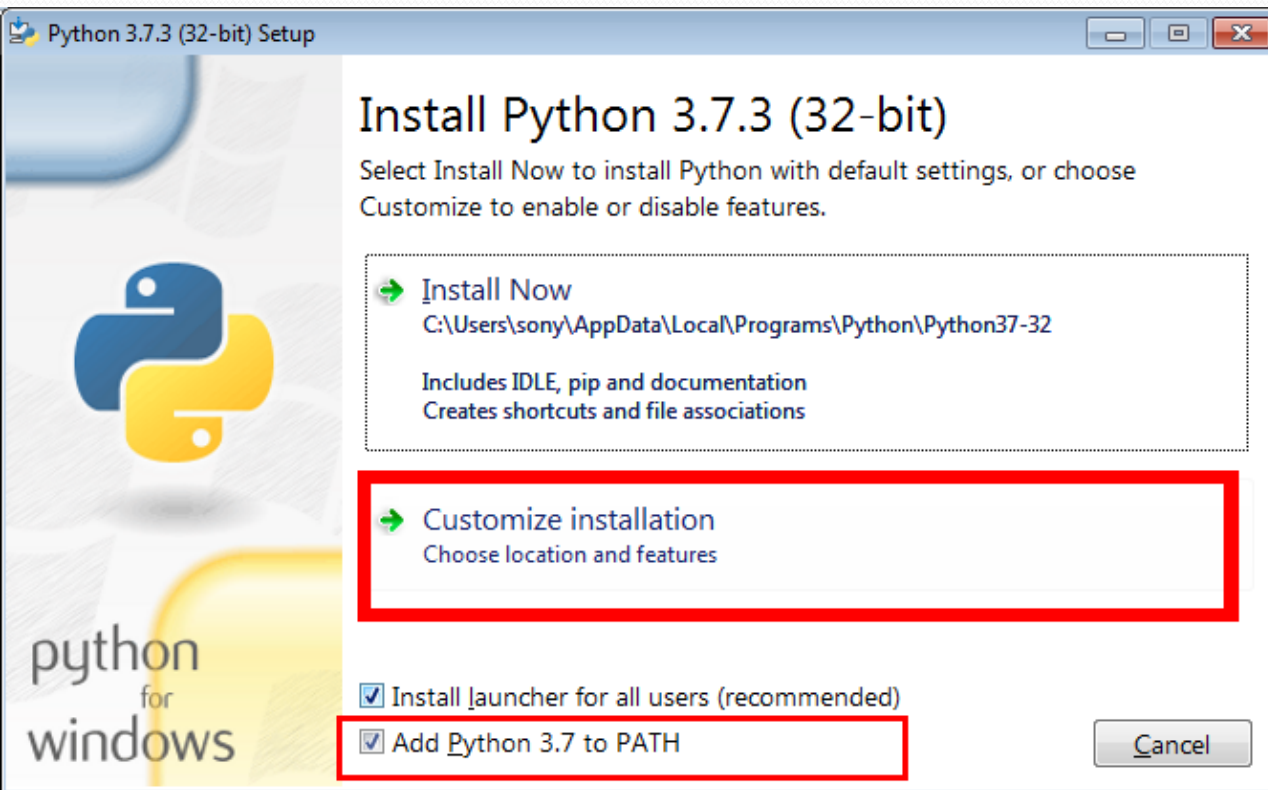 Python 3.7.3 (32-bit) Setup
Install Python 3.7.3 (32-bit)
Select Install Now to install Python with default settings, or choose
Customize to enable or disable features.
Install Now
C:\Users\sony\AppData\Local\Programs\Python\Python37-32
Includes IDLE, pip and documentation
Creates shortcuts and file associations
Customize installation
Choose location and features
python
for
windows
Install launcher for all users (recommended)
Add Python 3.7 to PATH
Cancel